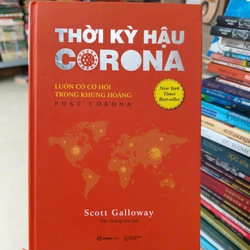 THỜI KỲ HẬU
CORONA
LUÔN CÓ CƠ HỘI
TRONG KHỦNG HOẢNG
POST CORONA
New York
Times
Best-seller
Scott Galloway